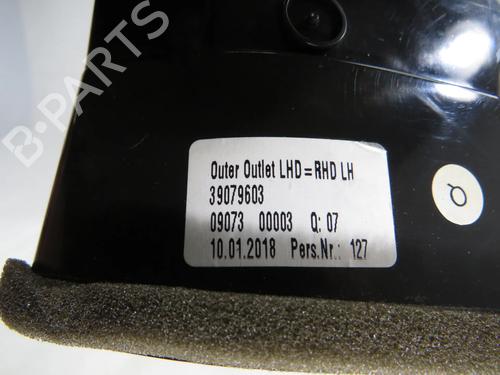 B-PARTS
Outer Outlet LHD = RHD LH
39079603
09073 00003 Q: 07
10.01.2018 Pers.Nr.: 127
Q